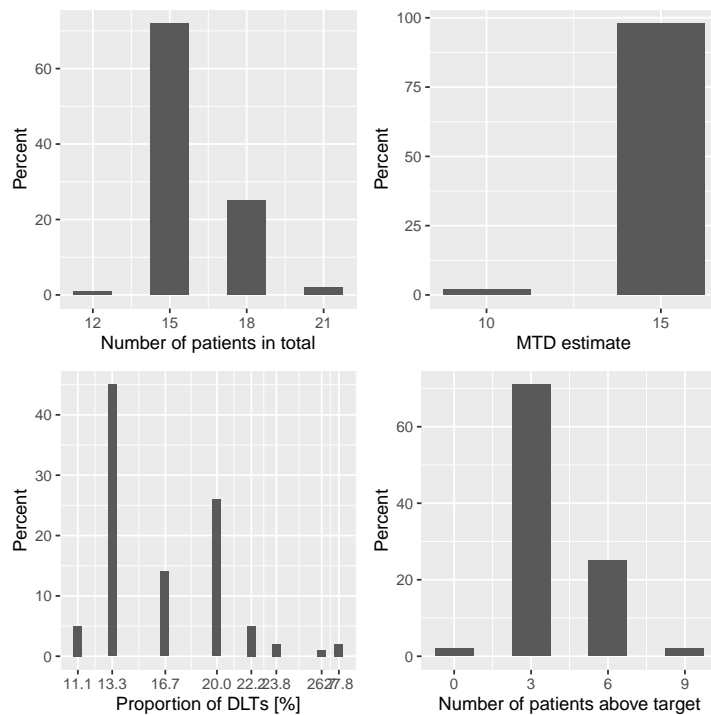 60
40
20
0
Percent
12 15 18 21
Number of patients in total
100
75
50
25
0
Percent
10 15
MTD estimate
40
30
20
10
0
Percent
11.1 13.3 16.7 20.0 22.2 23.8 26.7 27.8
Proportion of DLTs [%]
60
40
20
0
Percent
0 3 6 9
Number of patients above target